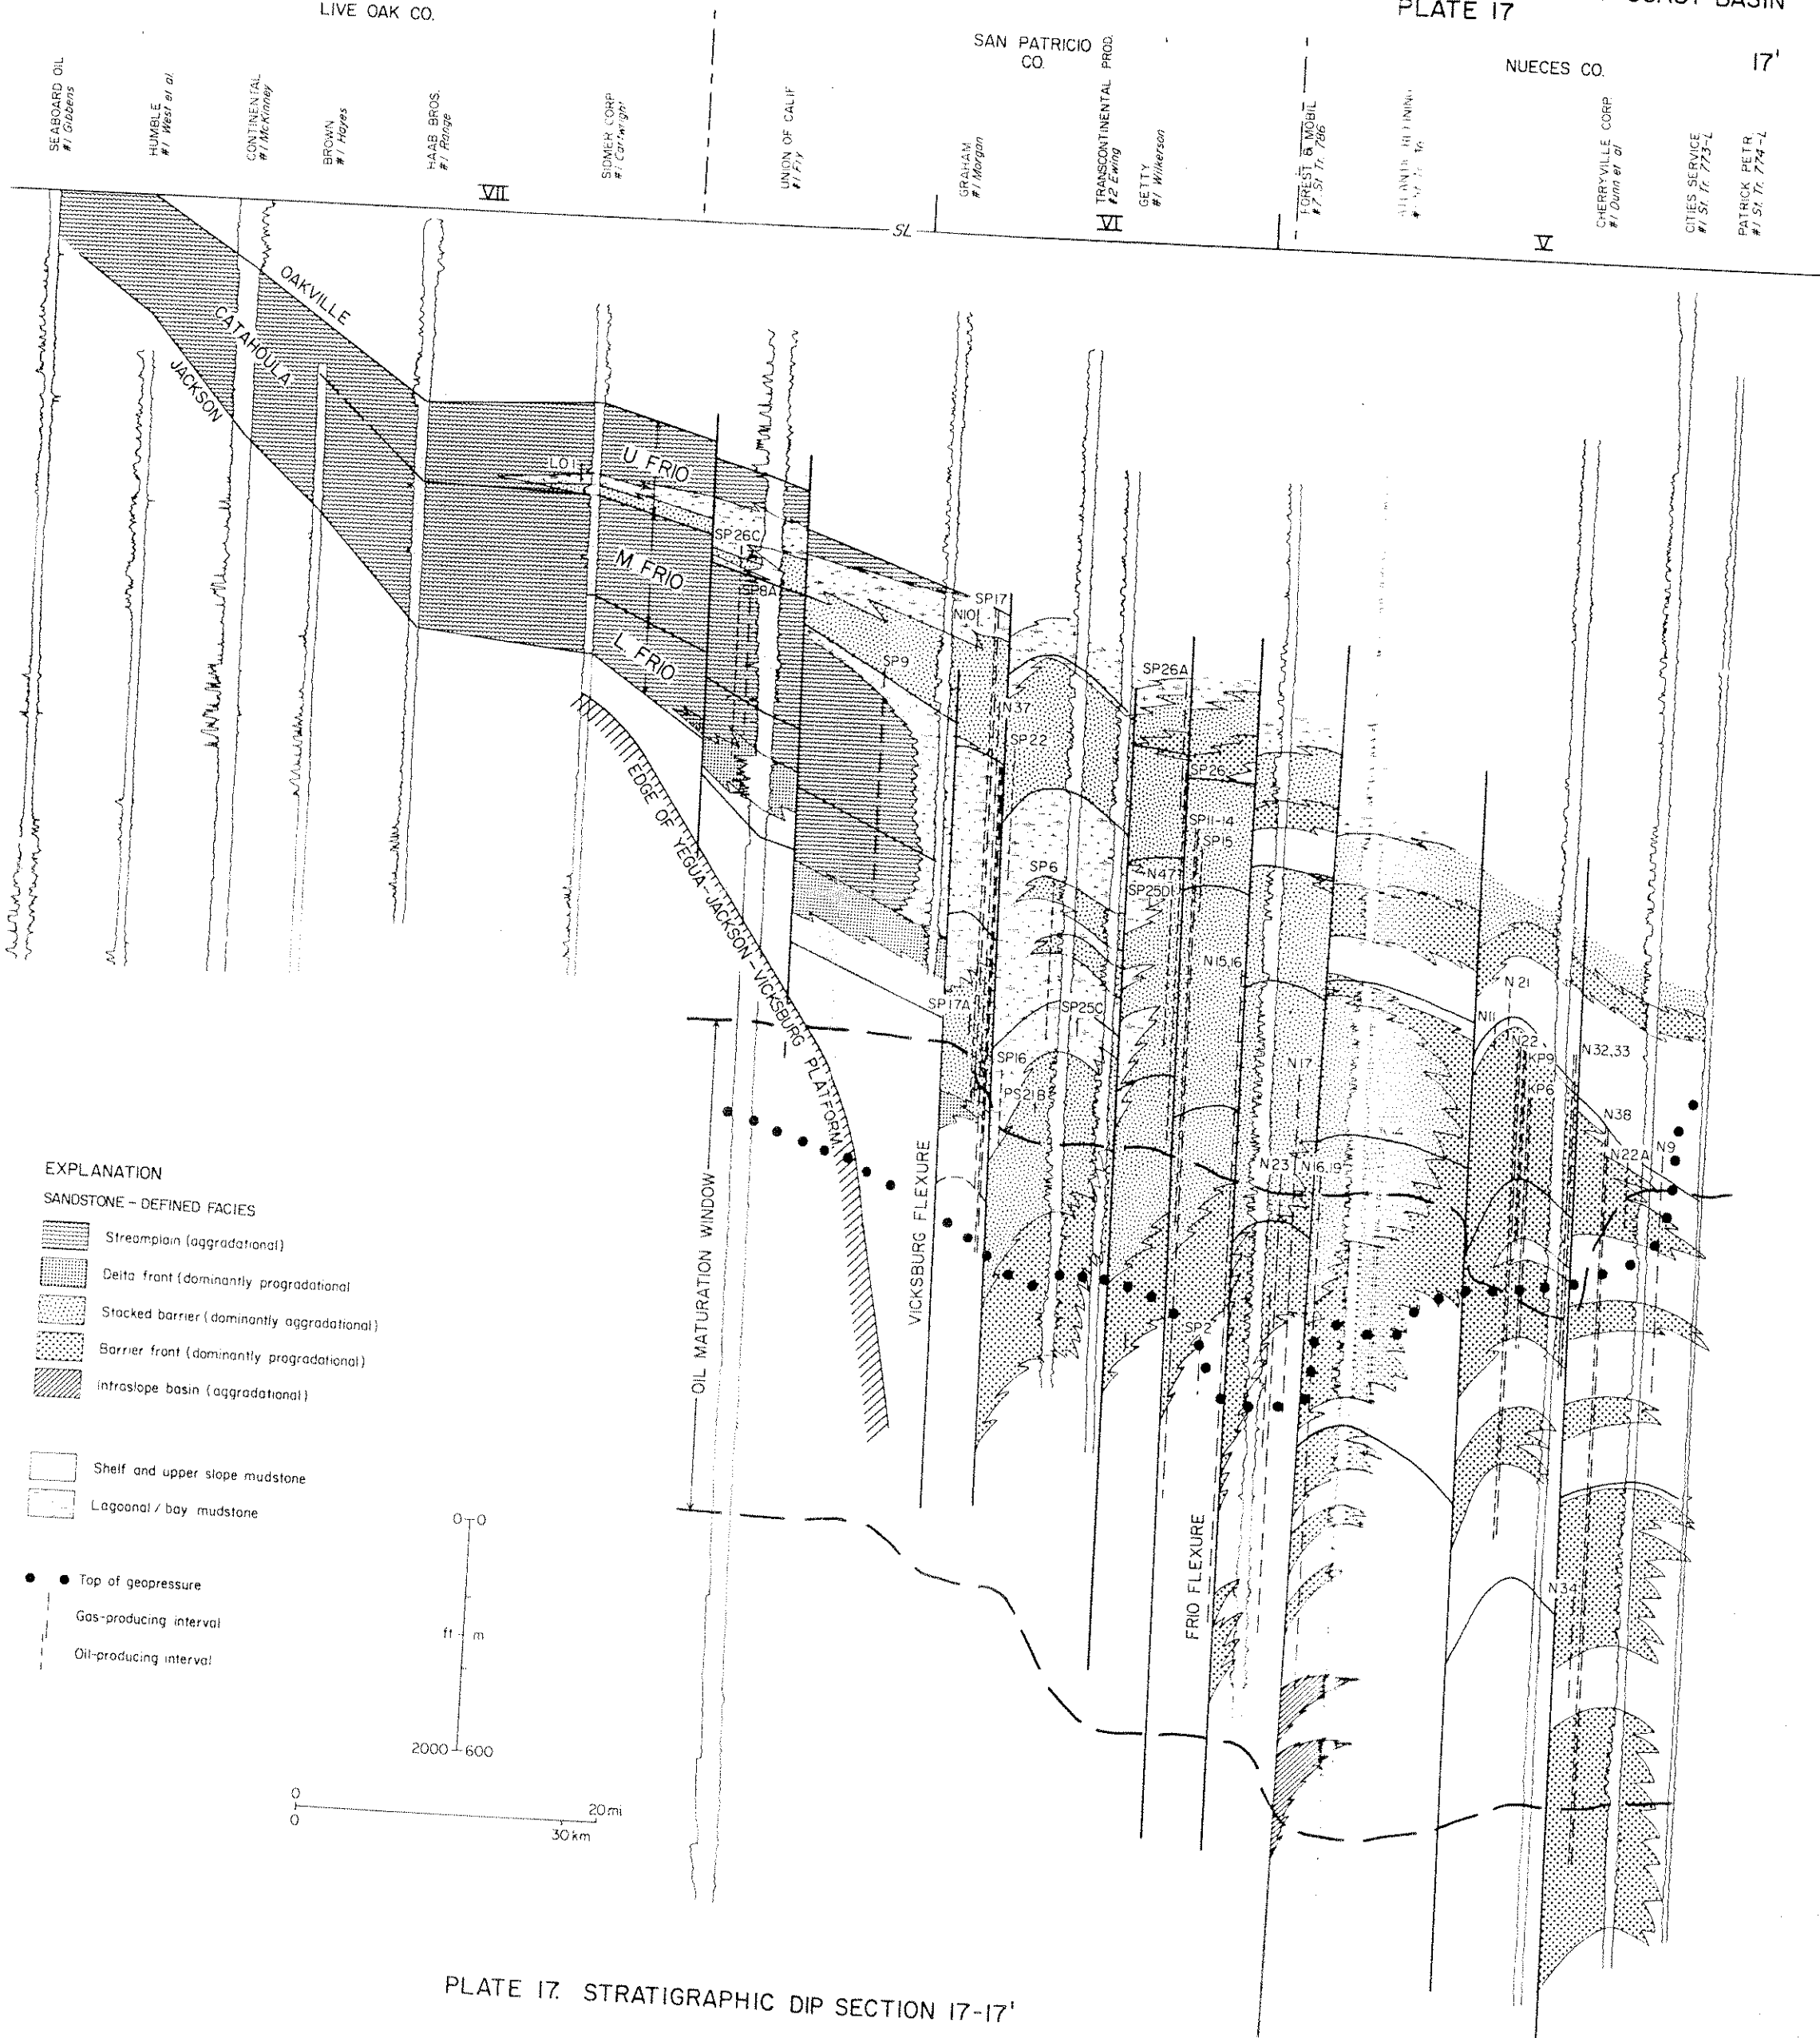 COAST BASIN
PLATE 17
LIVE OAK CO.
SAN PATRICIO
CO.
NUECES CO.
17'
SEABOARD OIL
#1 Gibbens
HUMBLE
#1 West et al.
CONTINENTAL
#1 McKinney
BROWN
#1 Hayes
HAAB BROS.
#1 Range
SIDMER CORP.
#1 Cartwright
UNION OF CALIF
#1 Fry
GRAHAM
#1 Morgan
TRANSCONTINENTAL PROD.
#2 Ewing
GETTY
#1 Wilkerson
FOREST & MOBIL
#7 St. Tr. 786
CHERRYVILLE CORP.
#1 Dunn et al
CITIES SERVICE
#1 St. Tr. 773-L
PATRICK PETR.
#1 St. Tr. 774-L
VII
SL
VI
V
OAKVILLE
CATAHOULA
JACKSON
LO1
U. FRIO
SP26C
M. FRIO
SP8A
L. FRIO
SP17
N10
SP9
SP26A
N37
SP22
SP20
SP11-14
SP15
SP6
N47
SP25D
N15,16
N21
SP17A
SP25C
N11
N22
KP9
N32,33
SP16
N17
KP6
PS21B
N38
N9
N22A
N23
N16,19
SP2
N34
EDGE OF YEGUA-JACKSON-VICKSBURG PLATFORM
OIL MATURATION WINDOW
VICKSBURG FLEXURE
FRIO FLEXURE
EXPLANATION
SANDSTONE-DEFINED FACIES
Streamplain (aggradational)
Delta front (dominantly progradational
Stacked barrier (dominantly aggradational)
Barrier front (dominantly progradational)
Intraslope basin (aggradational)
Shelf and upper slope mudstone
Lagoonal / bay mudstone
Top of geopressure
Gas-producing interval
Oil-producing interval
0 0
ft m
2000 600
0 20mi
0 30km
PLATE 17. STRATIGRAPHIC DIP SECTION 17-17'